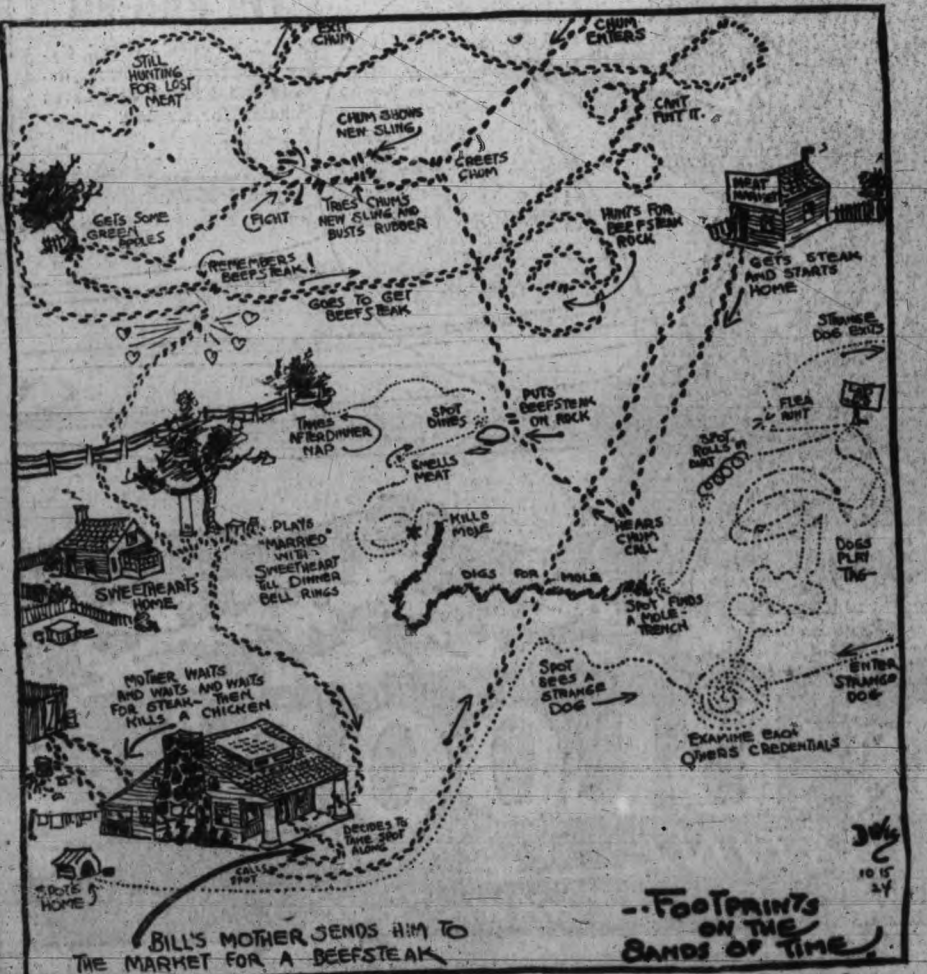 EXIT
CHUM
CHUM
ENTERS
STILL
HUNTING
FOR LOST
MEAT
CHUM SHOWS
NEW SLING
CAN'T
FIND IT.
GREETS
CHUM
MEAT
MARKET
GETS SOME
GREEN
APPLES
FIGHT
TRIES CHUM'S
NEW SLING AND
BUSTS RUBBER
HUNTS FOR
BEEFSTEAK
ROCK
REMEMBERS
BEEFSTEAK!
GOES TO GET
BEEFSTEAK
GETS STEAK
AND STARTS
HOME
STRANGE
DOG EXITS
TAKES
AFTER DINNER
NAP
SPOT
DINES
PUTS
BEEFSTEAK
ON ROCK
FLEA
HUNT
SPOT
ROLLS IN
DIRT
SMELLS
MEAT
KILLS
MOLE
HEARS
CHUM
CALL
DOGS
PLAY
TAG
PLAYS
"MARRIED"
WITH
SWEETHEART
TILL DINNER
BELL RINGS
SWEETHEART'S
HOME
DIGS FOR MOLE
SPOT FINDS
A MOLE-
TRENCH
MOTHER WAITS
AND WAITS AND WAITS
FOR STEAK - THEN
KILLS A CHICKEN
SPOT
SEES A
STRANGE
DOG
ENTER
STRANGE
DOG
EXAMINE EACH
OTHERS CREDENTIALS
DECIDES TO
TAKE SPOT
ALONG
CALLS
SPOT
SPOT'S
HOME
10 15
24
BILL'S MOTHER SENDS HIM TO
THE MARKET FOR A BEEFSTEAK
--FOOTPRINTS
ON THE
SANDS OF TIME